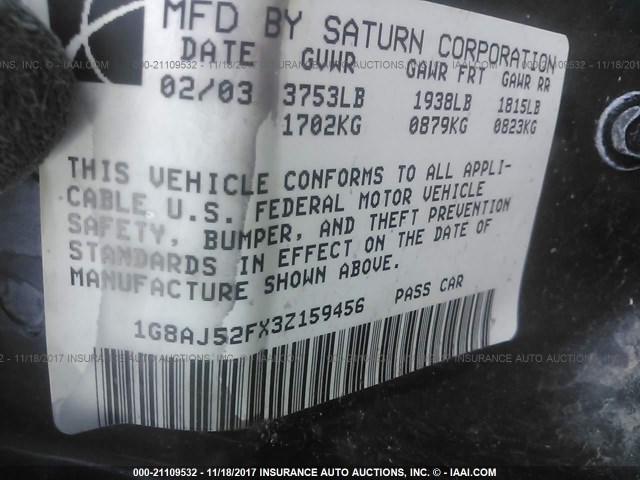 MFD BY SATURN CORPORATION
DATE GVWR GAWR FRT GAWR RR
02/03 3753LB 1938LB 1815LB
1702KG 0879KG 0823KG
THIS VEHICLE CONFORMS TO ALL APPLI-
CABLE U.S. FEDERAL MOTOR VEHICLE
SAFETY, BUMPER, AND THEFT PREVENTION
STANDARDS IN EFFECT ON THE DATE OF
MANUFACTURE SHOWN ABOVE.
1G8AJ52FX3Z159456 PASS CAR
000-21109532 - 11/18/2017 INSURANCE AUTO AUCTIONS, INC. - © - IAAI.COM